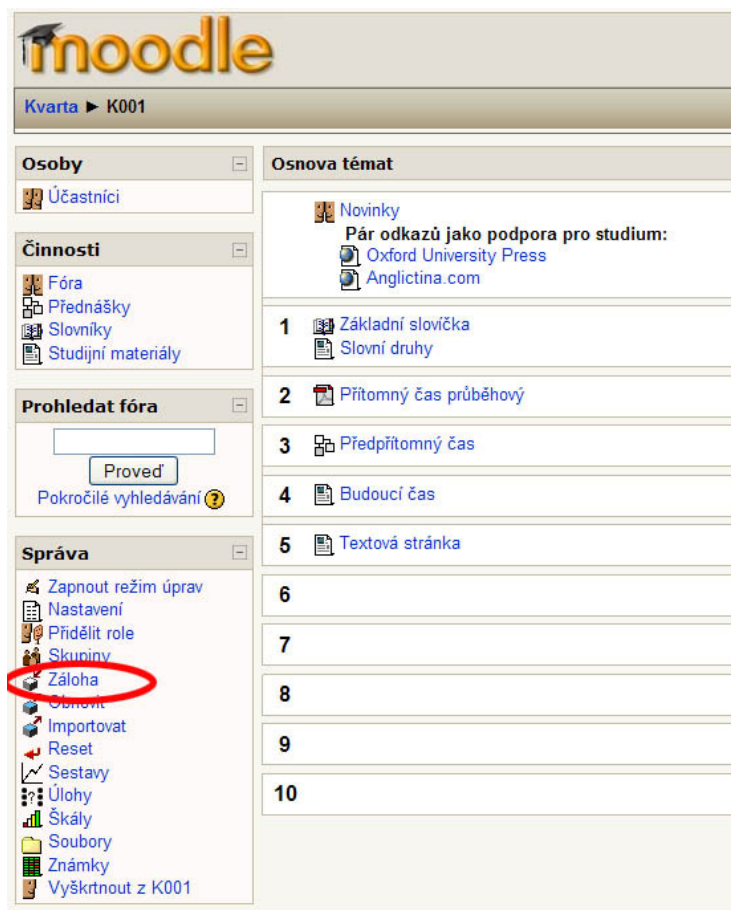 moodle
Kvarta ► K001
Osoby
Účastníci
Činnosti
Fóra
Přednášky
Slovníky
Studijní materiály
Prohledat fóra
Proveď
Pokročilé vyhledávání ?
Správa
Zapnout režim úprav
Nastavení
Přidělit role
Skupiny
Záloha
Obnovit
Importovat
Reset
Sestavy
Úlohy
Škály
Soubory
Známky
Vyškrtnout z K001
Osnova témat
Novinky
Pár odkazů jako podpora pro studium:
Oxford University Press
Anglictina.com
1 Základní slovíčka
Slovní druhy
2 Přítomný čas průběhový
3 Předpřítomný čas
4 Budoucí čas
5 Textová stránka
6
7
8
9
10